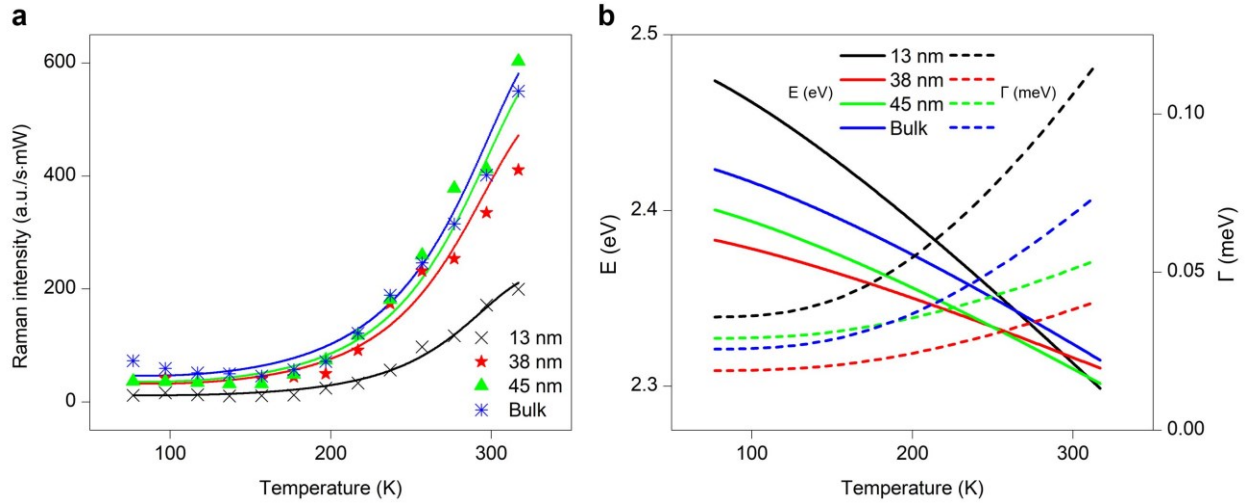 a
Raman intensity (a.u./s·mW)
600
400
200
0
100
200
300
Temperature (K)
13 nm
38 nm
45 nm
Bulk
b
E (eV)
2.5
2.4
2.3
100
200
300
Temperature (K)
13 nm
38 nm
E (eV) 45 nm Γ (meV)
Bulk
0.10
0.05
0.00
Γ (meV)